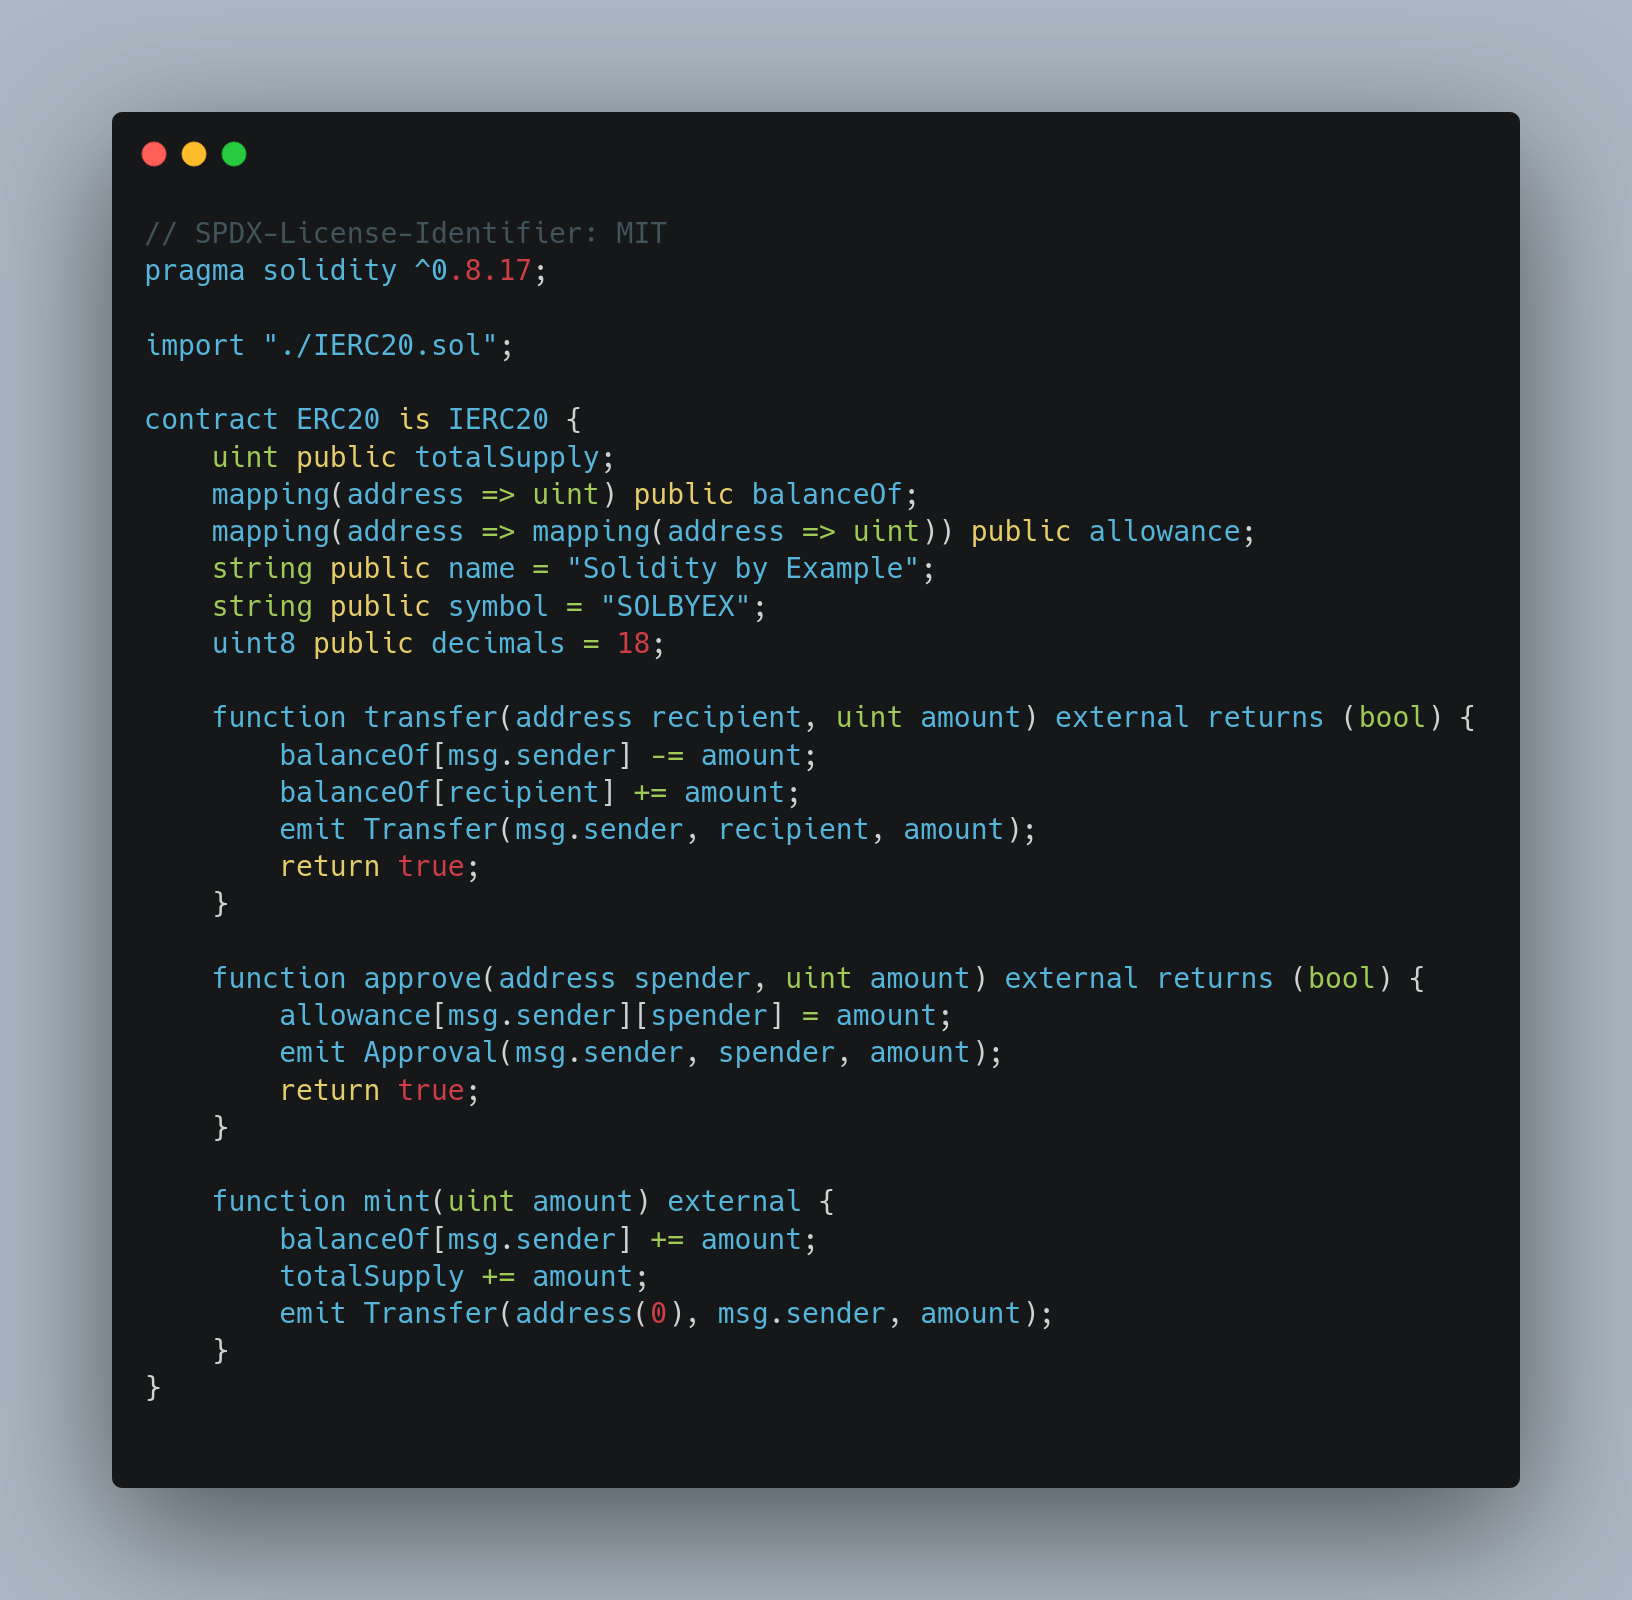 // SPDX-License-Identifier: MIT
pragma solidity ^0.8.17;

import "./IERC20.sol";

contract ERC20 is IERC20 {
    uint public totalSupply;
    mapping(address => uint) public balanceOf;
    mapping(address => mapping(address => uint)) public allowance;
    string public name = "Solidity by Example";
    string public symbol = "SOLBYEX";
    uint8 public decimals = 18;

    function transfer(address recipient, uint amount) external returns (bool) {
        balanceOf[msg.sender] -= amount;
        balanceOf[recipient] += amount;
        emit Transfer(msg.sender, recipient, amount);
        return true;
    }

    function approve(address spender, uint amount) external returns (bool) {
        allowance[msg.sender][spender] = amount;
        emit Approval(msg.sender, spender, amount);
        return true;
    }

    function mint(uint amount) external {
        balanceOf[msg.sender] += amount;
        totalSupply += amount;
        emit Transfer(address(0), msg.sender, amount);
    }
}